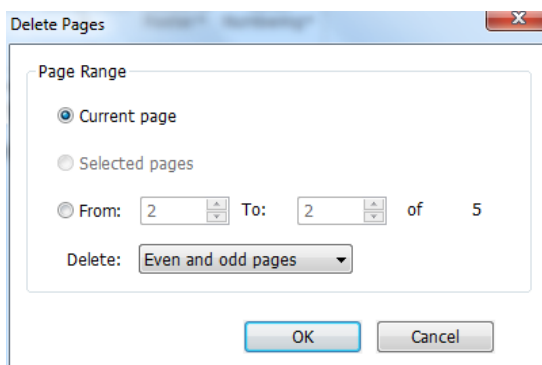 Delete Pages
Page Range
Current page
Selected pages
From: 2 To: 2 of 5
Delete: Even and odd pages
OK Cancel